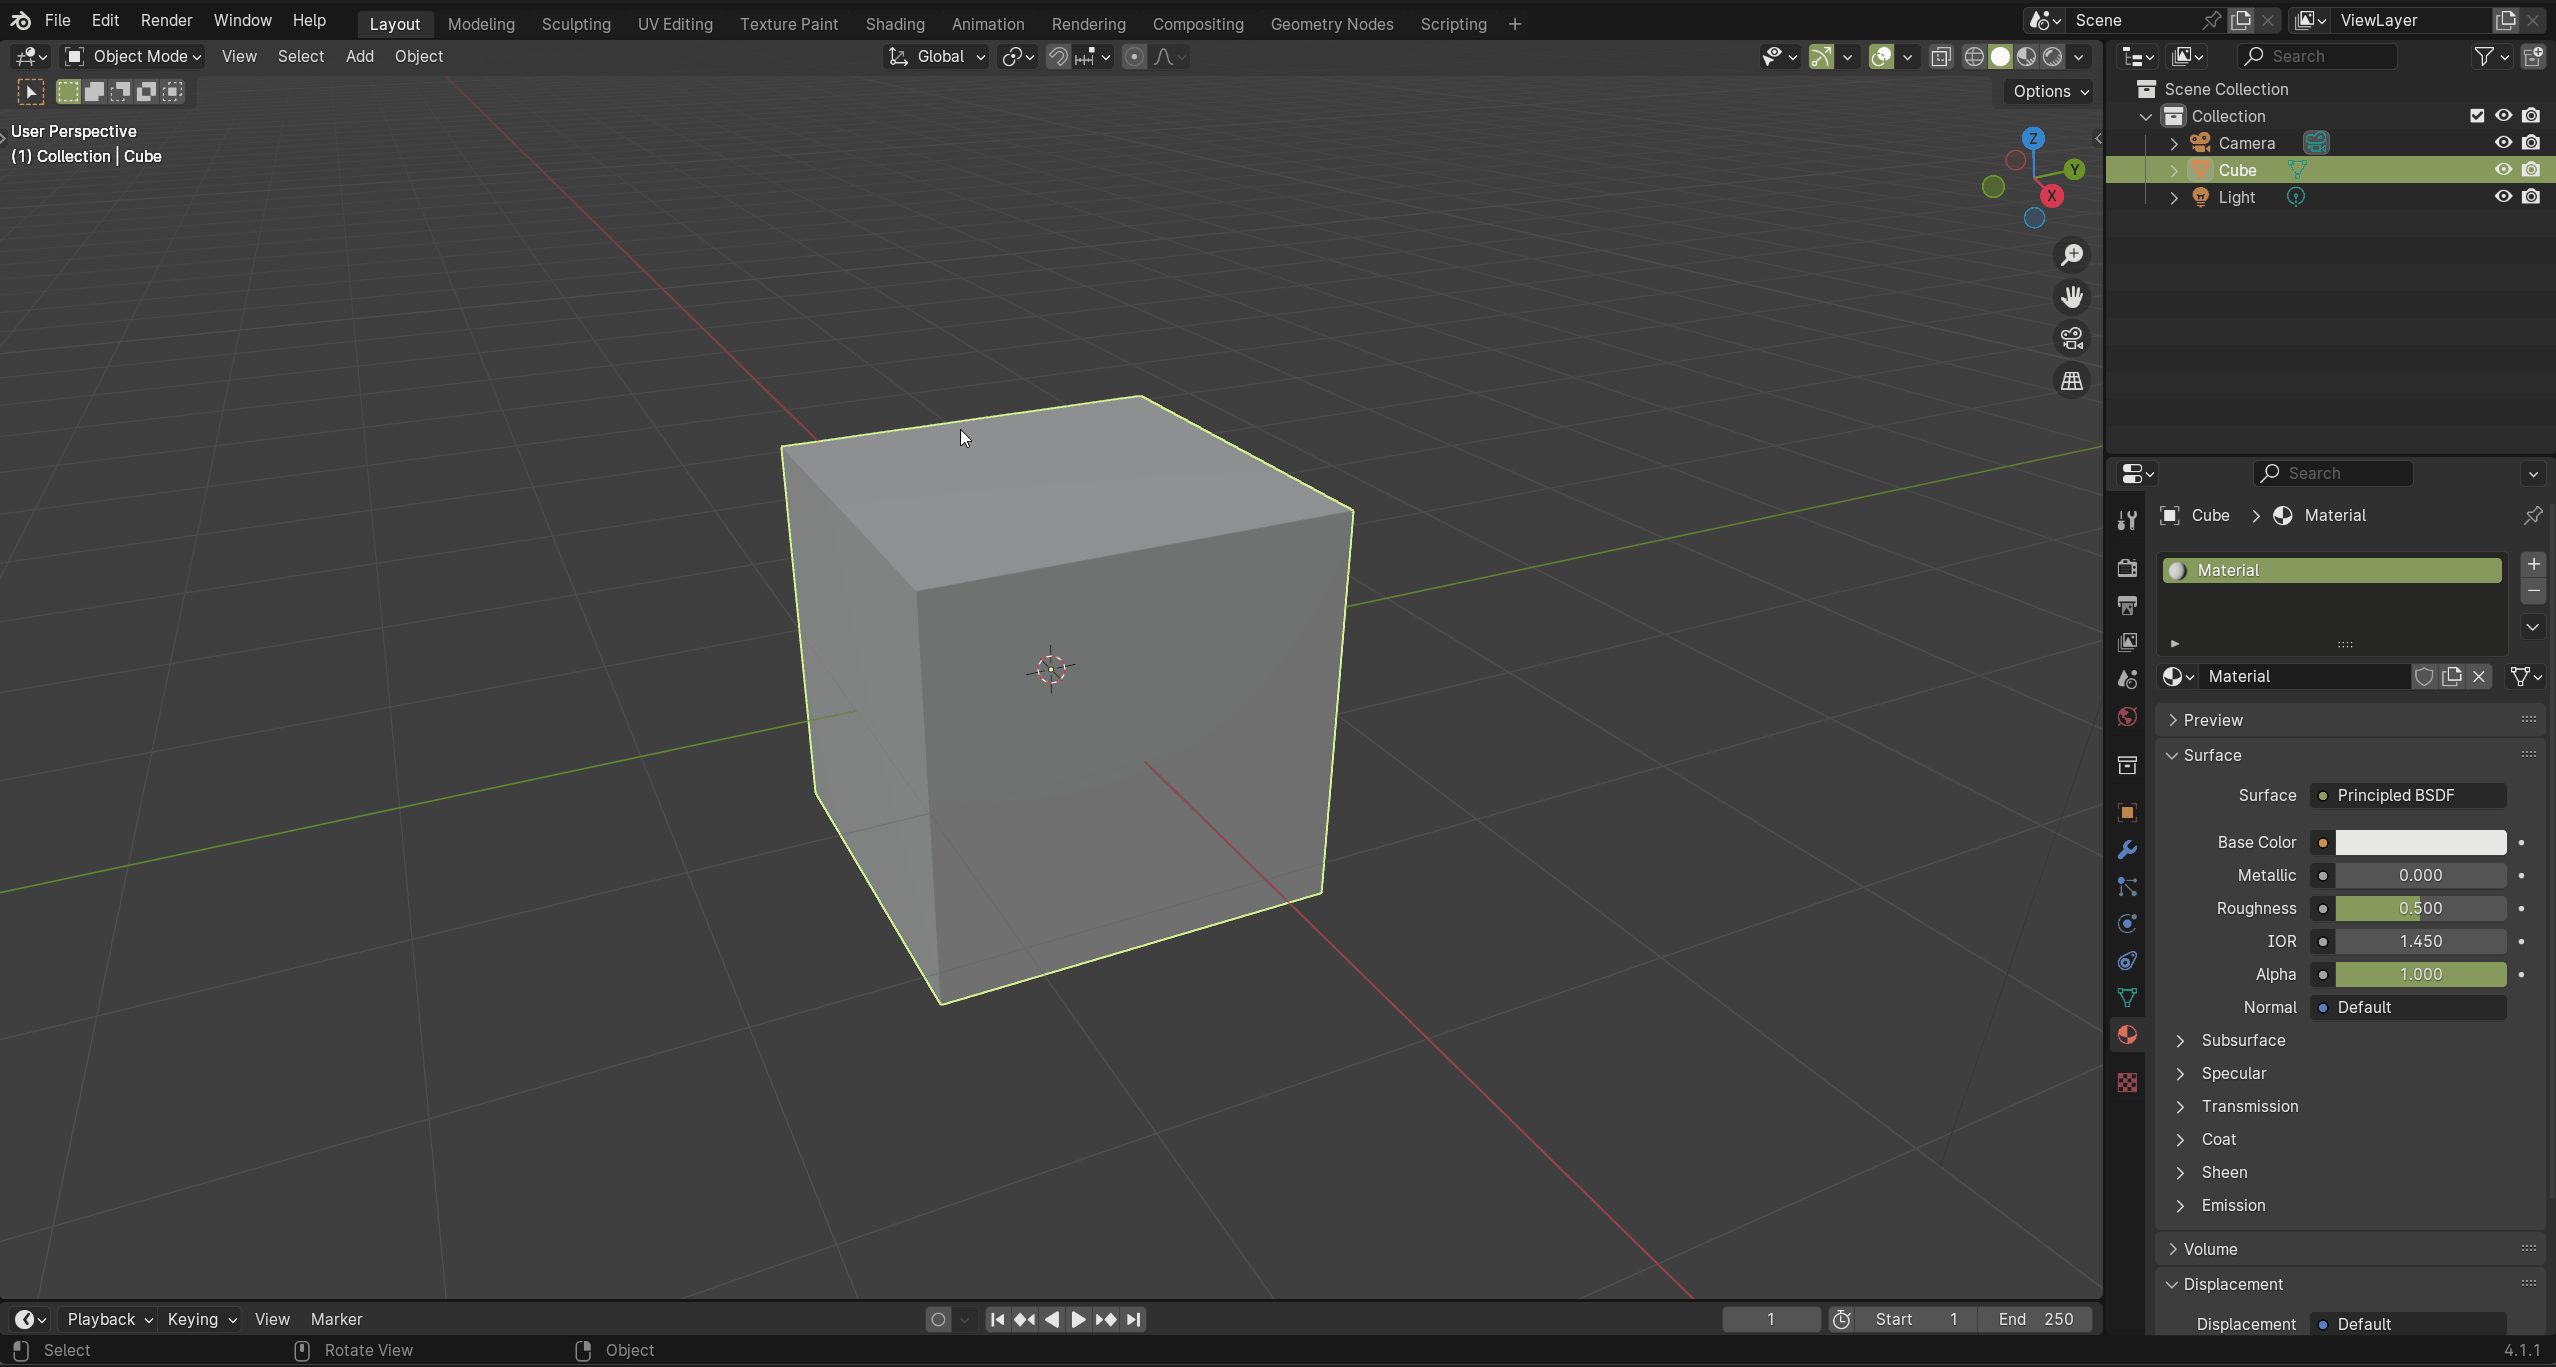 File Edit Render Window Help Layout Modeling Sculpting UV Editing Texture Paint Shading Animation Rendering Compositing Geometry Nodes Scripting + Scene ViewLayer
Object Mode View Select Add Object Global Search
Options
User Perspective
(1) Collection | Cube
Z
Y
X
Scene Collection
Collection
Camera
Cube
Light
Search
Cube > Material
Material
Material
Preview
Surface
Surface Principled BSDF
Base Color
Metallic 0.000
Roughness 0.500
IOR 1.450
Alpha 1.000
Normal Default
Subsurface
Specular
Transmission
Coat
Sheen
Emission
Volume
Displacement
Displacement Default
Playback Keying View Marker 1 Start 1 End 250
Select Rotate View Object 4.1.1